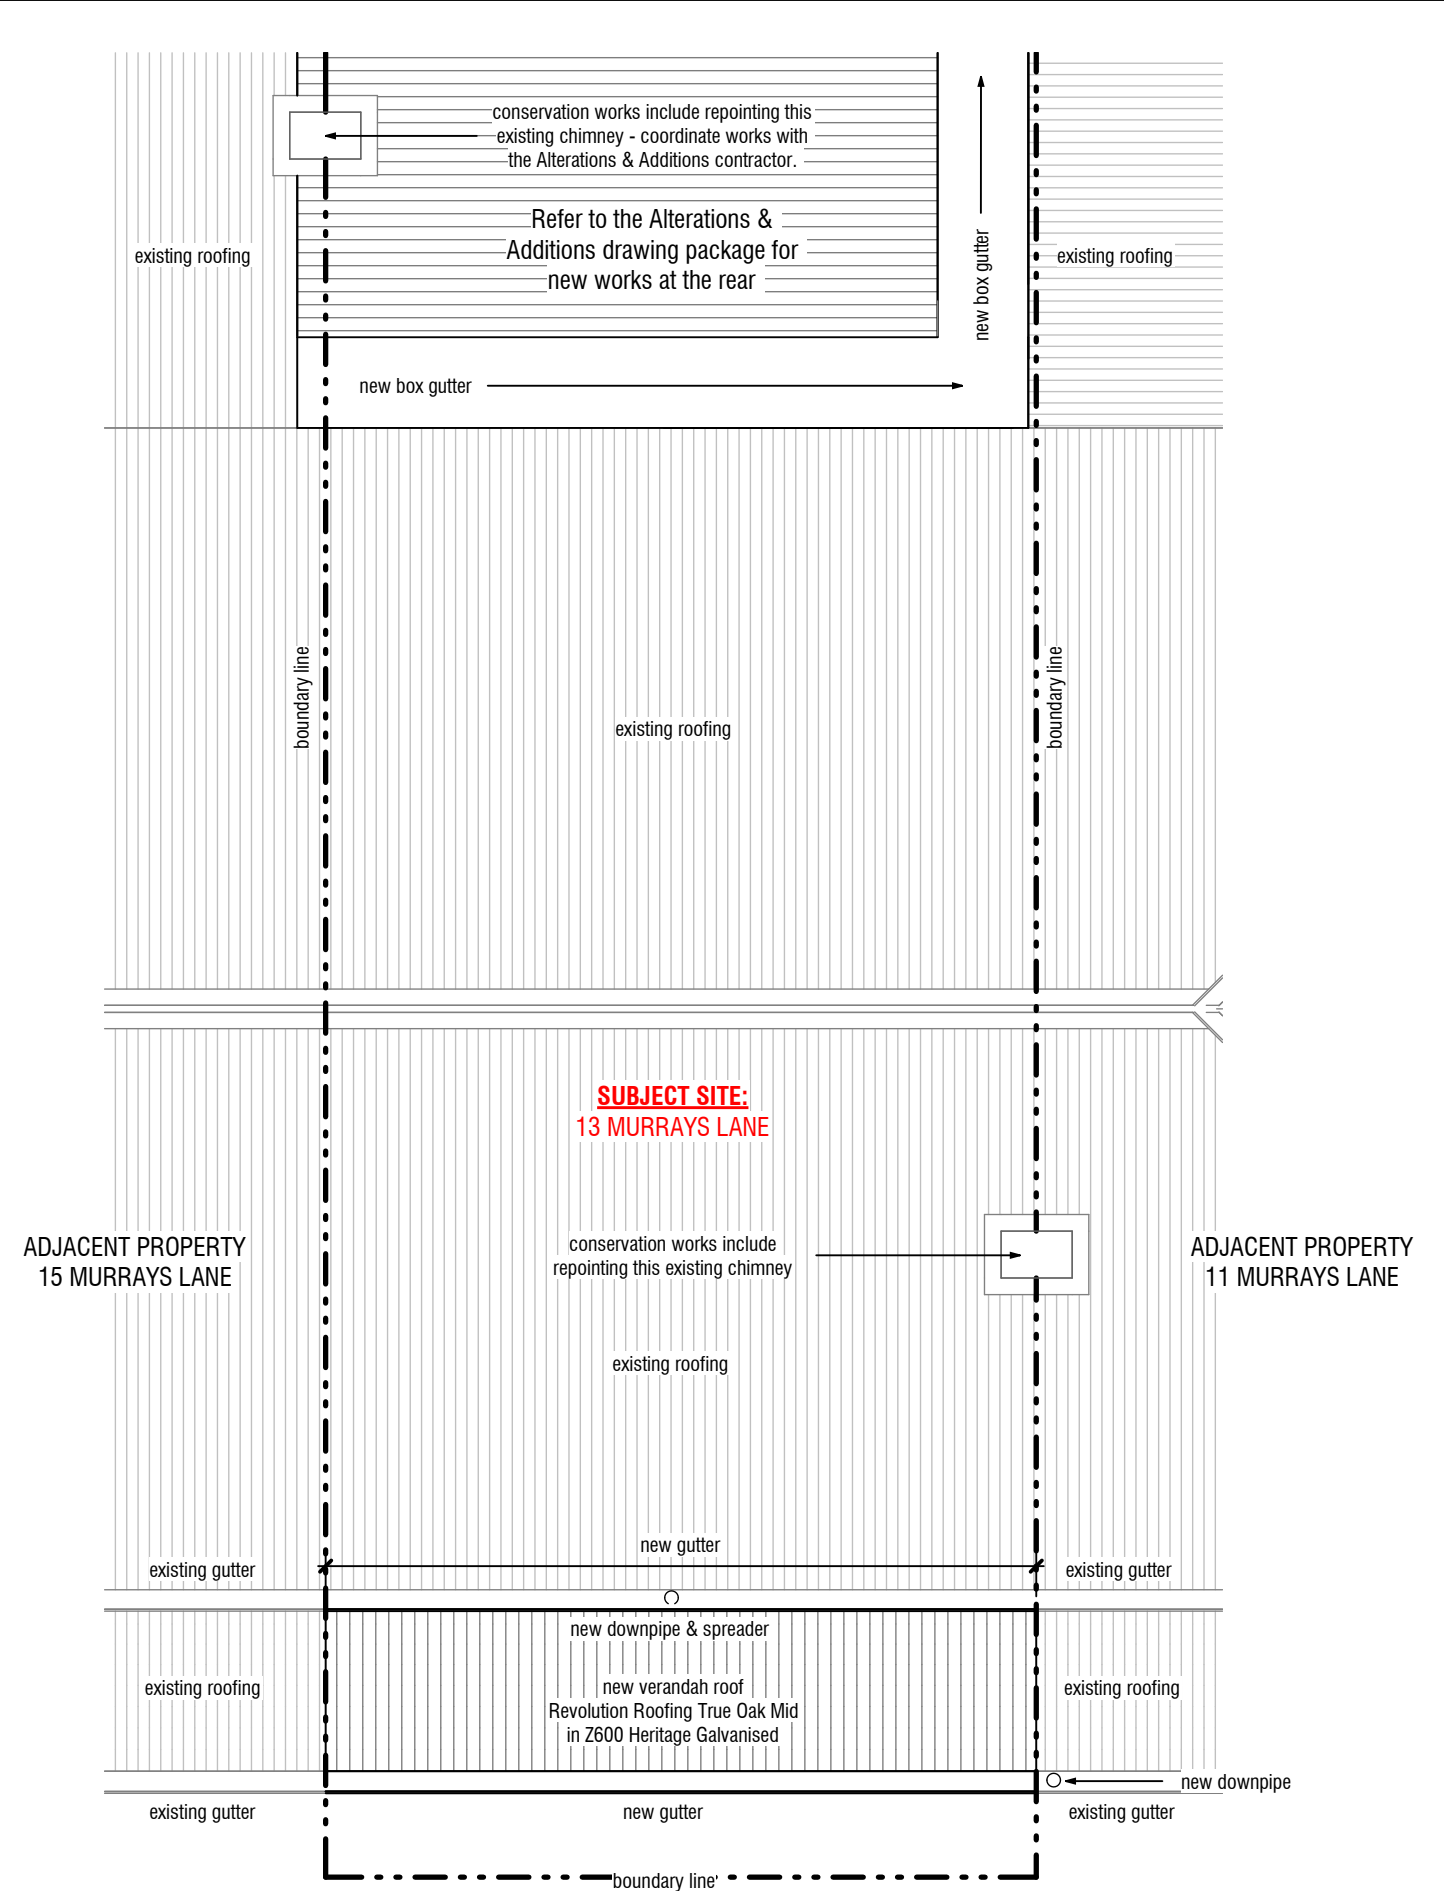 conservation works include repointing this
existing chimney - coordinate works with
the Alterations & Additions contractor.
Refer to the Alterations &
Additions drawing package for
new works at the rear
existing roofing
new box gutter
existing roofing
new box gutter
boundary line
boundary line
existing roofing
SUBJECT SITE:
13 MURRAYS LANE
ADJACENT PROPERTY
15 MURRAYS LANE
conservation works include
repointing this existing chimney
ADJACENT PROPERTY
11 MURRAYS LANE
existing roofing
new gutter
existing gutter
existing gutter
new downpipe & spreader
existing roofing
new verandah roof
Revolution Roofing True Oak Mid
in Z600 Heritage Galvanised
existing roofing
new downpipe
existing gutter
new gutter
existing gutter
boundary line